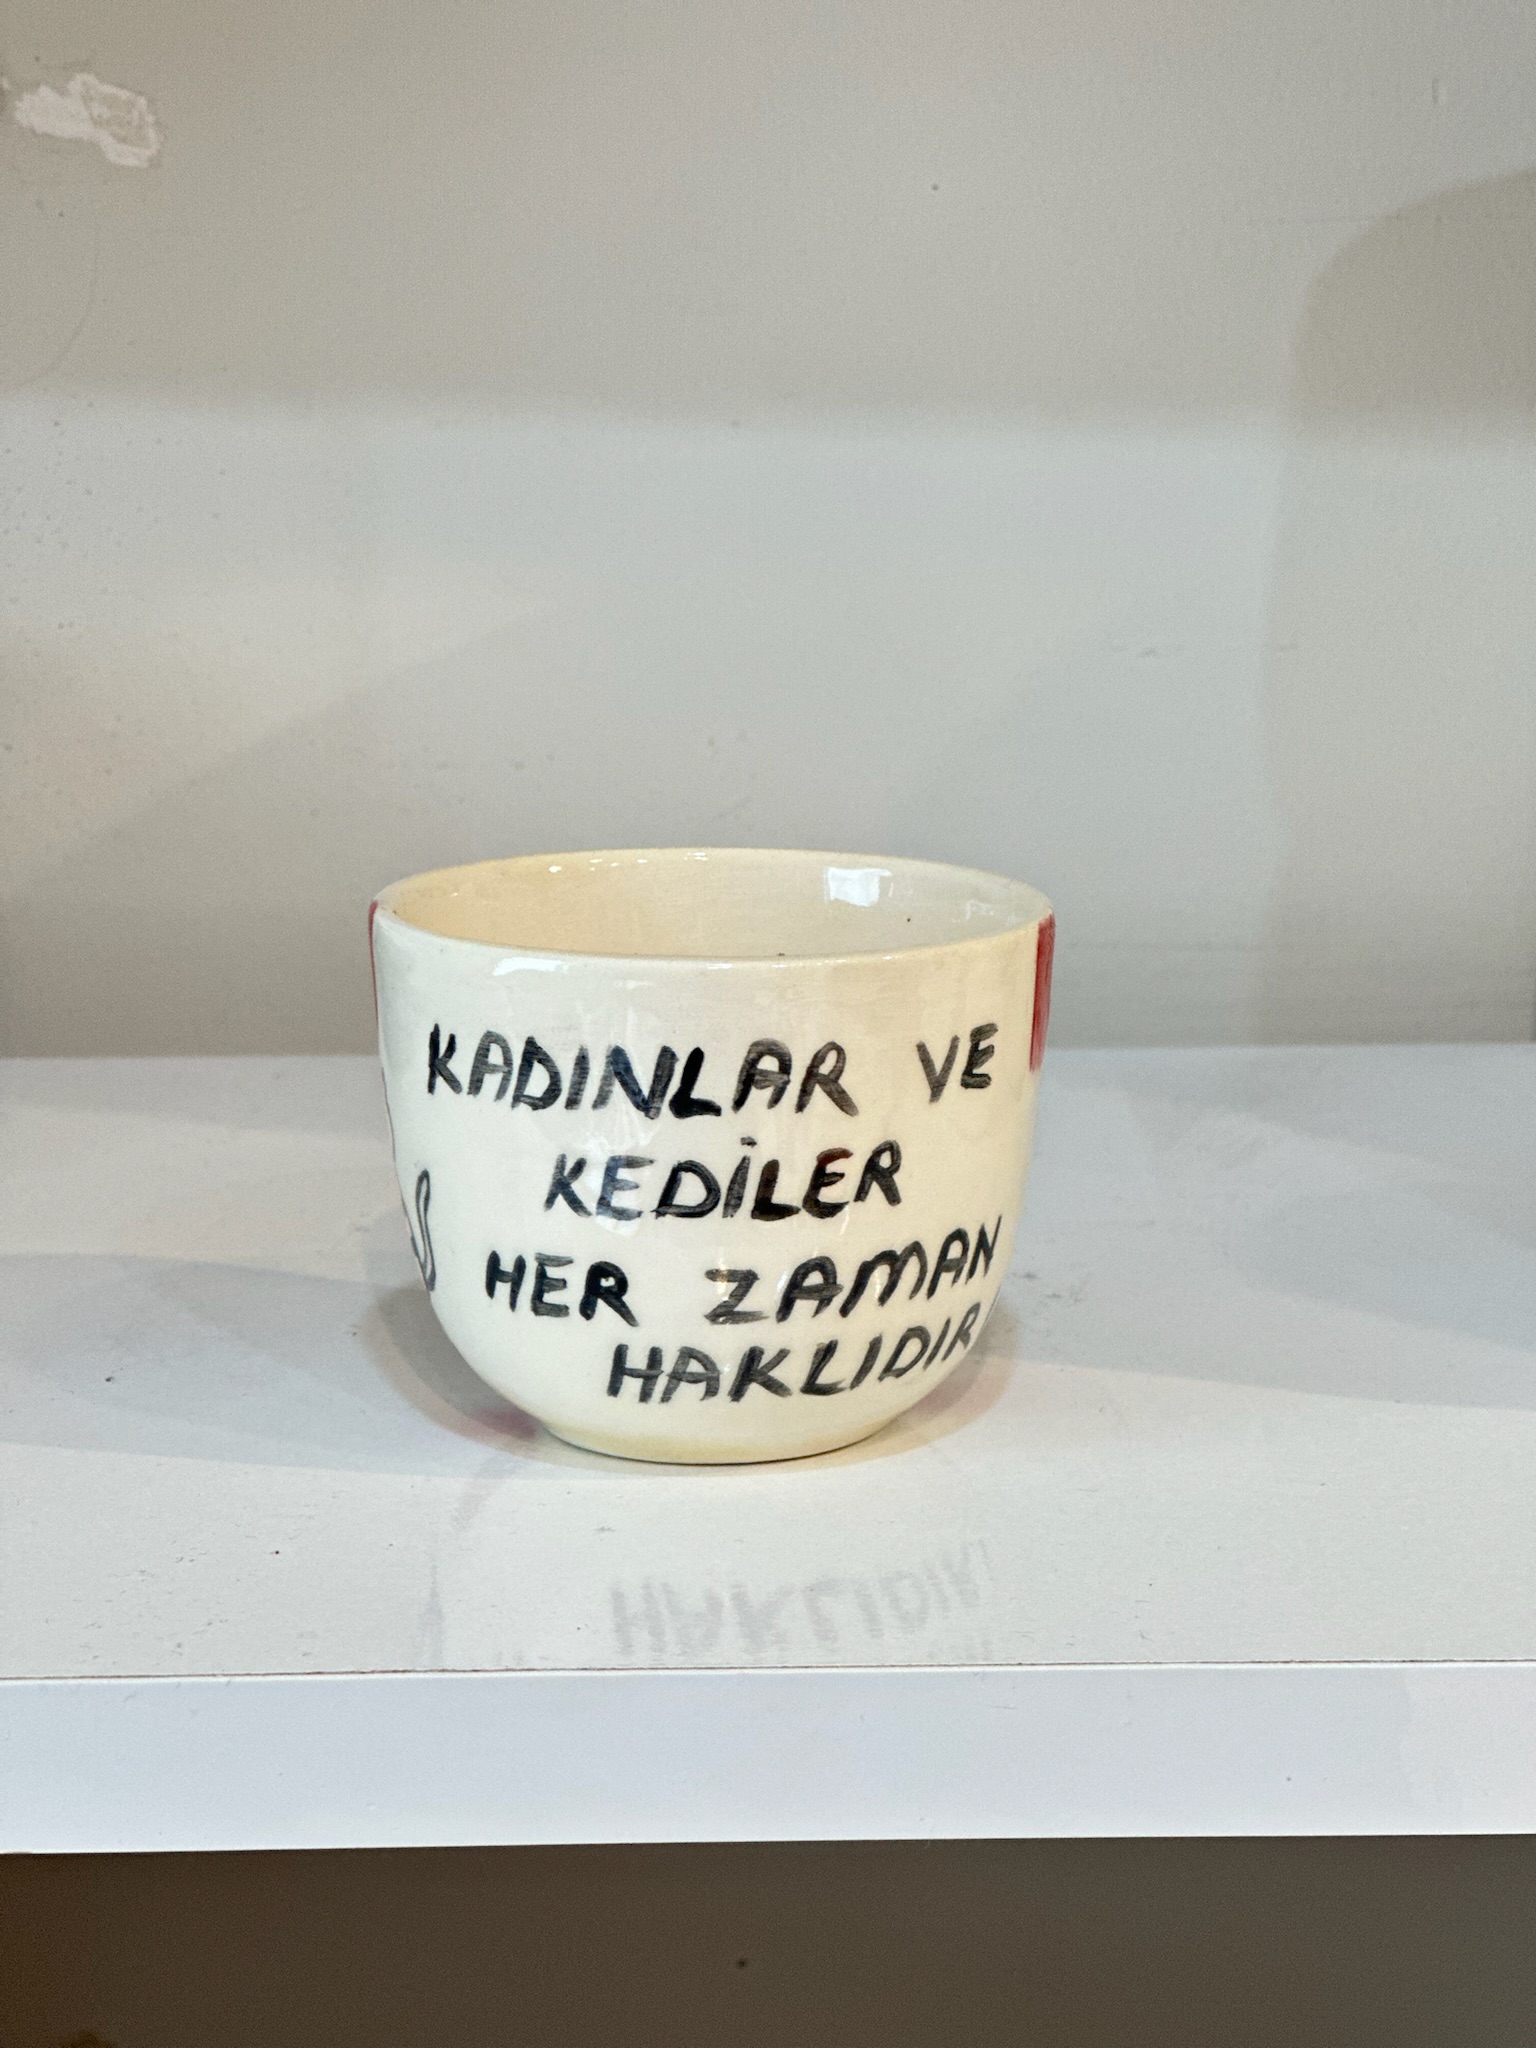 KADINLAR VE
KEDİLER
HER ZAMAN
HAKLIDIR